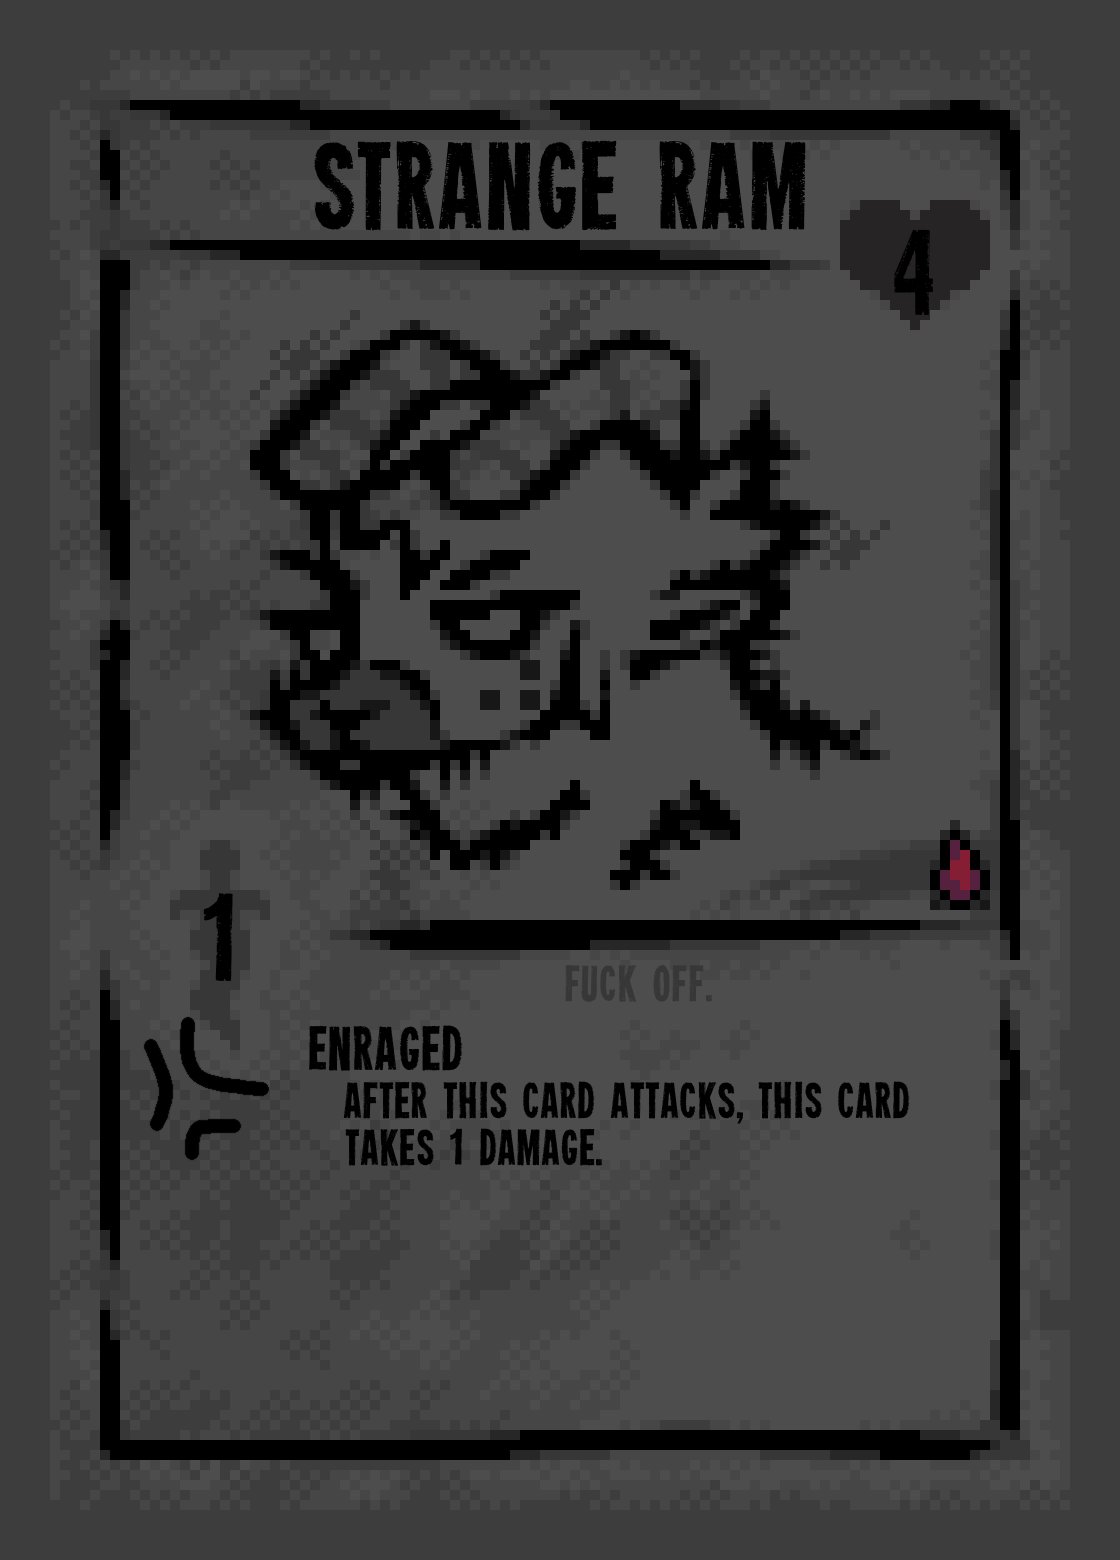 STRANGE RAM
4
1
FUCK OFF.
ENRAGED
AFTER THIS CARD ATTACKS, THIS CARD
TAKES 1 DAMAGE.